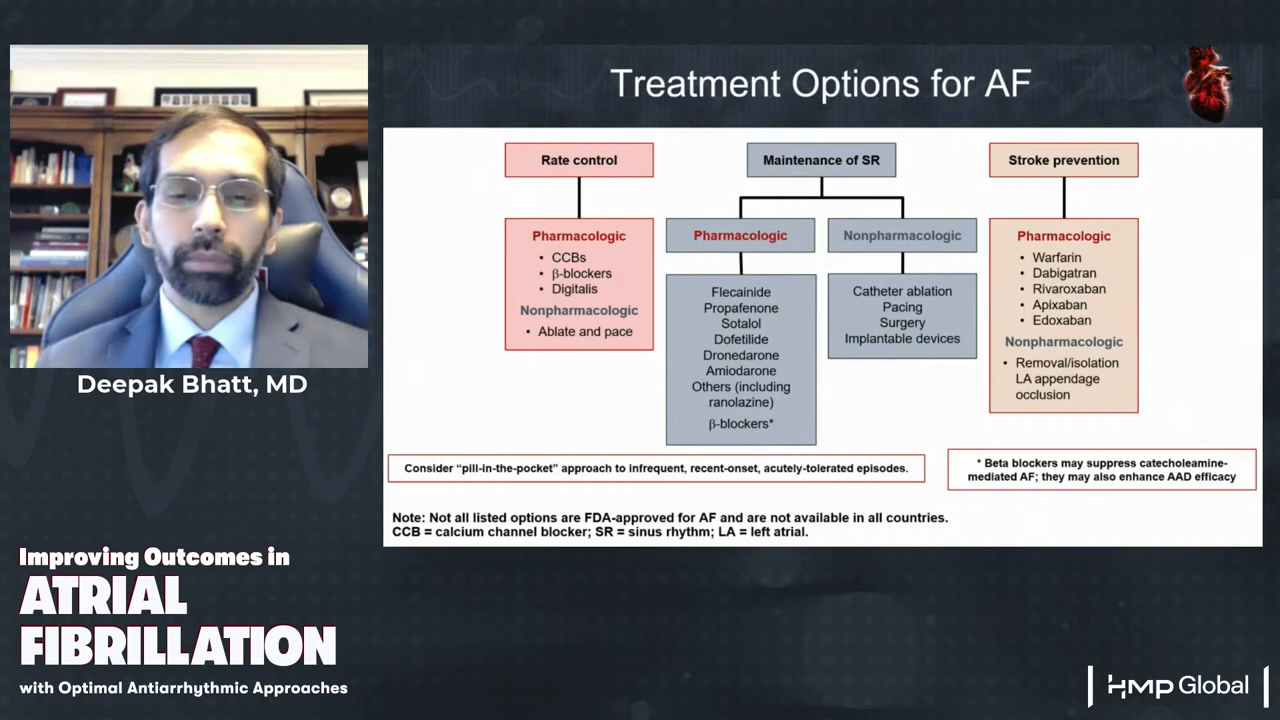 Treatment Options for AF
Rate control
Pharmacologic
• CCBs
• β-blockers
• Digitalis
Nonpharmacologic
• Ablate and pace
Maintenance of SR
Pharmacologic
Flecainide
Propafenone
Sotalol
Dofetilide
Dronedarone
Amiodarone
Others (including
ranolazine)
β-blockers*
Nonpharmacologic
Catheter ablation
Pacing
Surgery
Implantable devices
Stroke prevention
Pharmacologic
• Warfarin
• Dabigatran
• Rivaroxaban
• Apixaban
• Edoxaban
Nonpharmacologic
• Removal/isolation
LA appendage
occlusion
Consider “pill-in-the-pocket” approach to infrequent, recent-onset, acutely-tolerated episodes.
* Beta blockers may suppress catecholeamine-
mediated AF; they may also enhance AAD efficacy
Note: Not all listed options are FDA-approved for AF and are not available in all countries.
CCB = calcium channel blocker; SR = sinus rhythm; LA = left atrial.
Deepak Bhatt, MD
Improving Outcomes in
ATRIAL
FIBRILLATION
with Optimal Antiarrhythmic Approaches
HMP Global